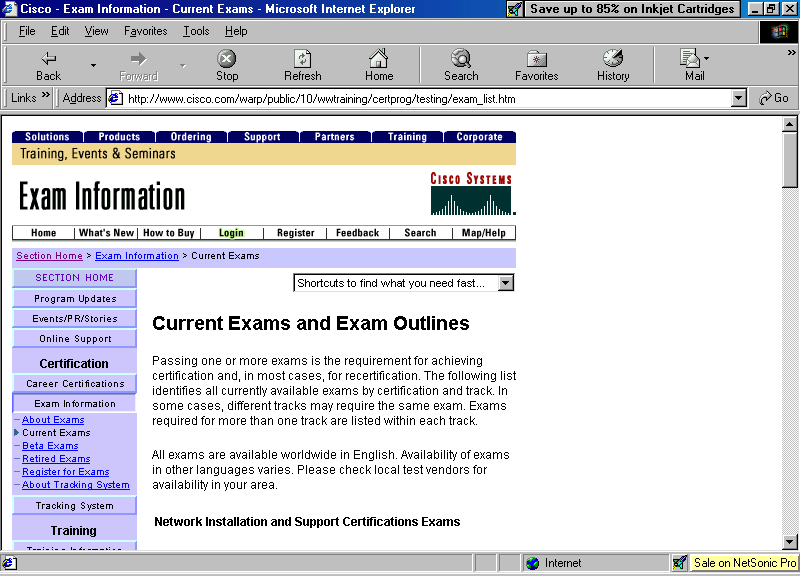 Cisco - Exam Information - Current Exams - Microsoft Internet Explorer
Save up to 85% on Inkjet Cartridges
File Edit View Favorites Tools Help
Back Forward Stop Refresh Home Search Favorites History Mail
Links » Address http://www.cisco.com/warp/public/10/wwtraining/certprog/testing/exam_list.htm Go
Solutions Products Ordering Support Partners Training Corporate
Training, Events & Seminars
Exam Information
CISCO SYSTEMS
Home What's New How to Buy Login Register Feedback Search Map/Help
Section Home > Exam Information > Current Exams
SECTION HOME
Program Updates
Events/PR/Stories
Online Support
Certification
Career Certifications
Exam Information
About Exams
Current Exams
Beta Exams
Retired Exams
Register for Exams
About Tracking System
Tracking System
Training
Training Information
Shortcuts to find what you need fast...
Current Exams and Exam Outlines
Passing one or more exams is the requirement for achieving
certification and, in most cases, for recertification. The following list
identifies all currently available exams by certification and track. In
some cases, different tracks may require the same exam. Exams
required for more than one track are listed within each track.
All exams are available worldwide in English. Availability of exams
in other languages varies. Please check local test vendors for
availability in your area.
Network Installation and Support Certifications Exams
Internet
Sale on NetSonic Pro